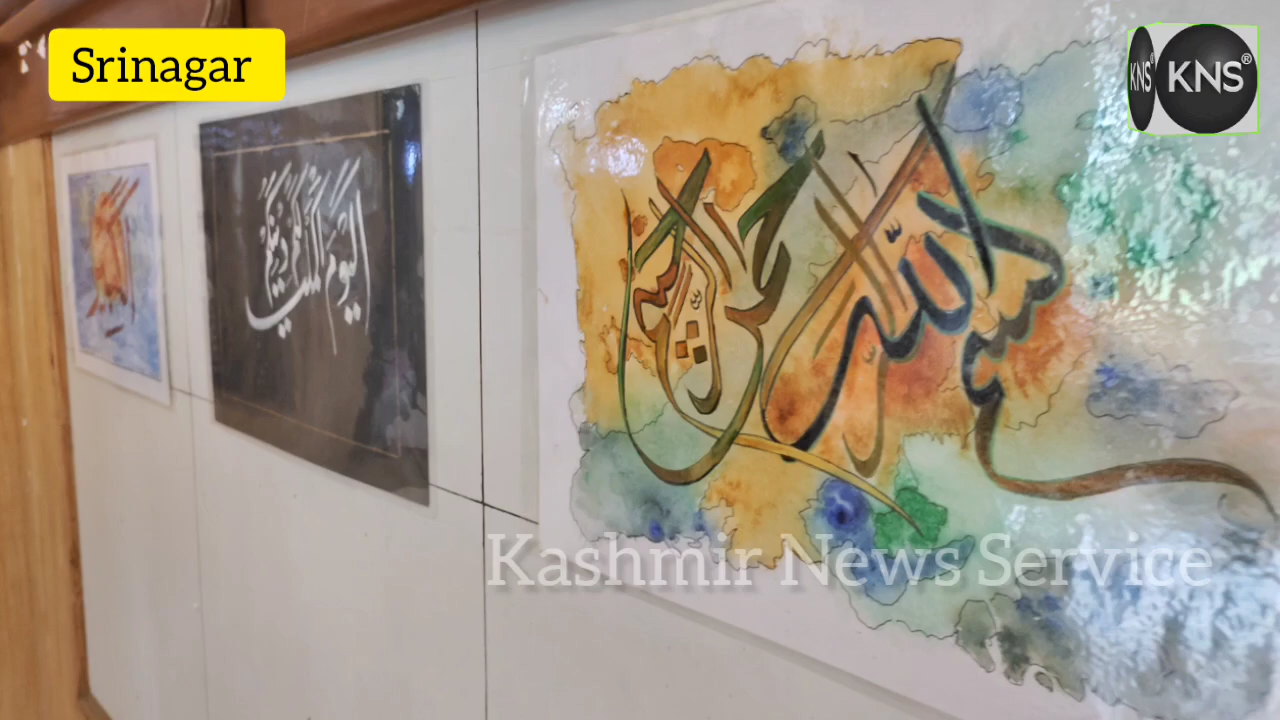 Srinagar
KNS®
KNS®
اليوم أكملت لكم دينكم
بسم الله الرحمن الرحيم
Kashmir News Service